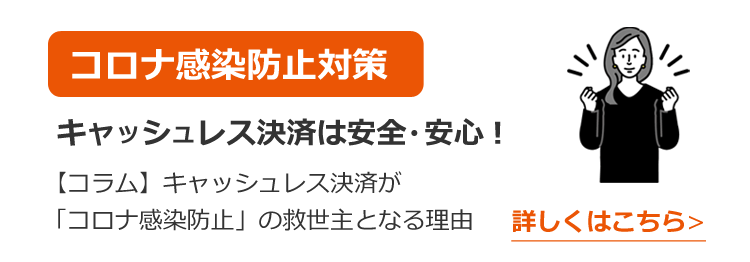 コロナ感染防止対策
キャッシュレス決済は安全・安心！
【コラム】キャッシュレス決済が
「コロナ感染防止」の救世主となる理由
詳しくはこちら>